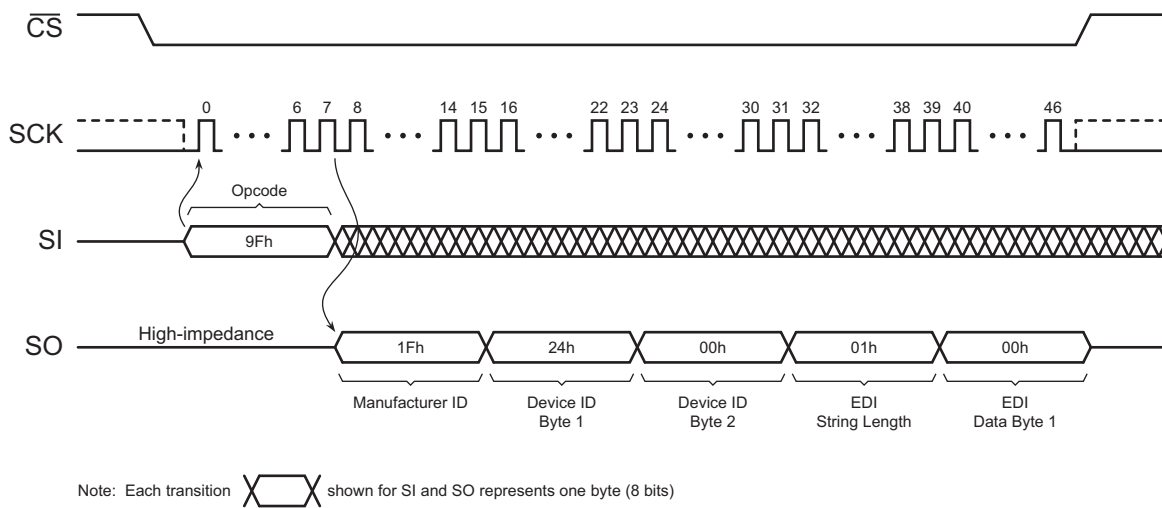 CS
SCK
0 6 7 8 14 15 16 22 23 24 30 31 32 38 39 40 46
Opcode
SI
9Fh
High-impedance
SO
1Fh 24h 00h 01h 00h
Manufacturer ID
Device ID
Byte 1
Device ID
Byte 2
EDI
String Length
EDI
Data Byte 1
Note: Each transition shown for SI and SO represents one byte (8 bits)